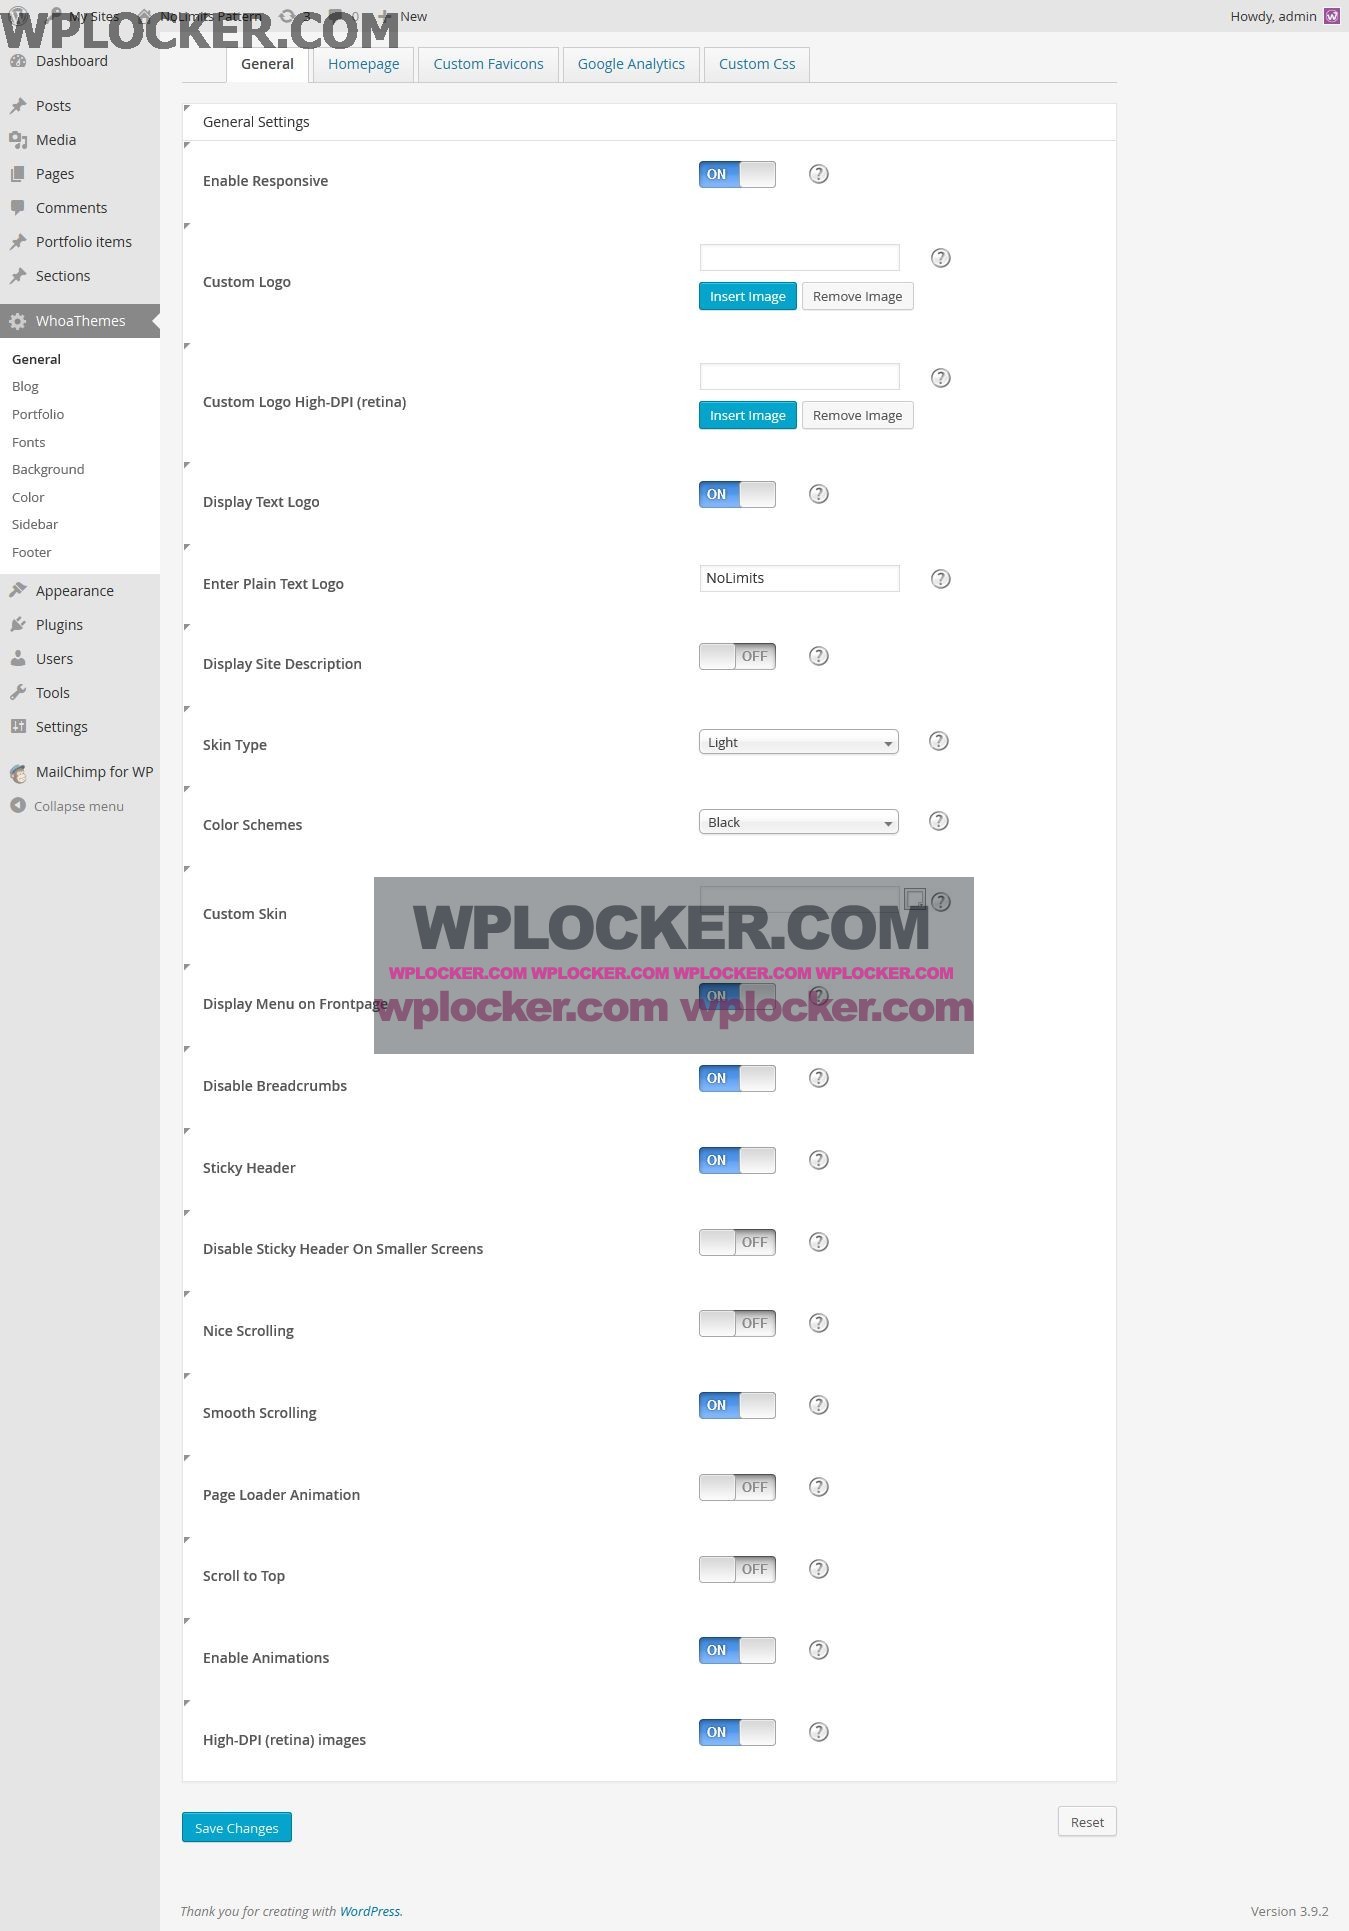 My Sites NoLimits Pattern 3 0 New Howdy, admin
WPLOCKER.COM
Dashboard
Posts
Media
Pages
Comments
Portfolio items
Sections
WhoaThemes
General
Blog
Portfolio
Fonts
Background
Color
Sidebar
Footer
Appearance
Plugins
Users
Tools
Settings
MailChimp for WP
Collapse menu
General Homepage Custom Favicons Google Analytics Custom Css
General Settings
Enable Responsive ON ?
Custom Logo ?
Insert Image Remove Image
Custom Logo High-DPI (retina) ?
Insert Image Remove Image
Display Text Logo ON ?
Enter Plain Text Logo NoLimits ?
Display Site Description OFF ?
Skin Type Light ?
Color Schemes Black ?
Custom Skin ?
WPLOCKER.COM
WPLOCKER.COM WPLOCKER.COM WPLOCKER.COM WPLOCKER.COM
Display Menu on Frontpage ON ?
wplocker.com wplocker.com
Disable Breadcrumbs ON ?
Sticky Header ON ?
Disable Sticky Header On Smaller Screens OFF ?
Nice Scrolling OFF ?
Smooth Scrolling ON ?
Page Loader Animation OFF ?
Scroll to Top OFF ?
Enable Animations ON ?
High-DPI (retina) images ON ?
Save Changes Reset
Thank you for creating with WordPress. Version 3.9.2